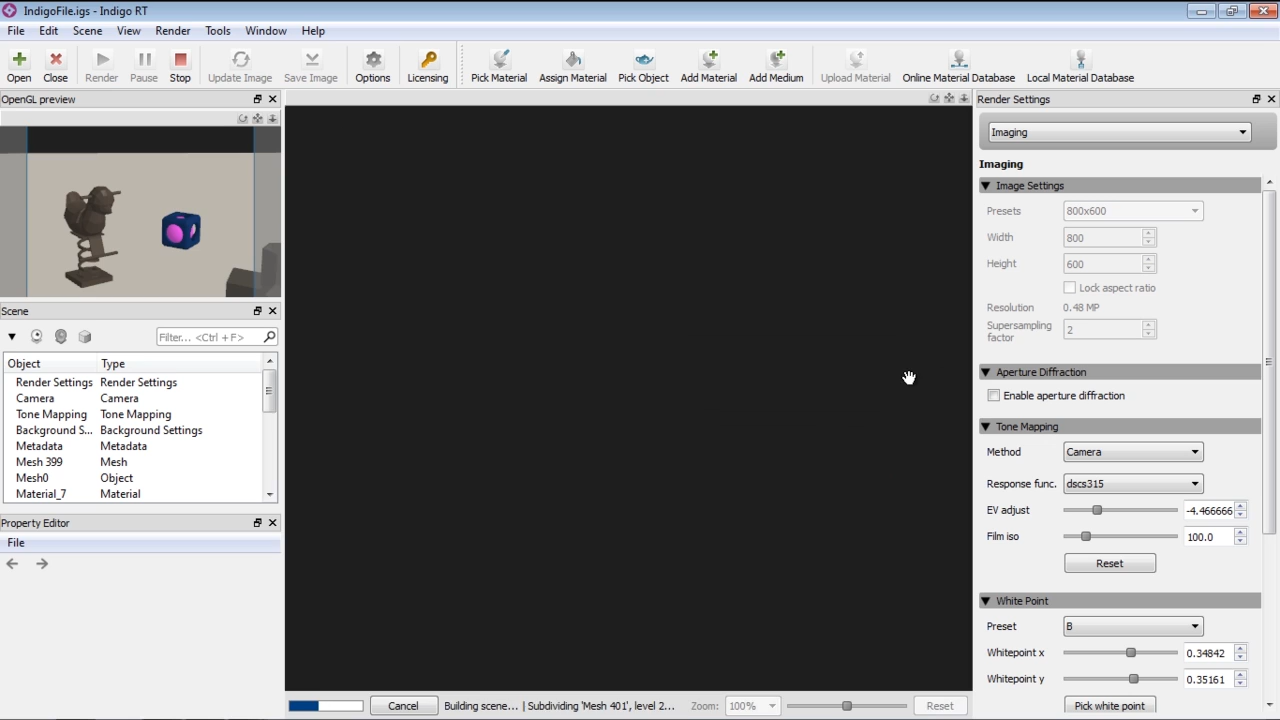 IndigoFile.igs - Indigo RT
File Edit Scene View Render Tools Window Help
Open Close Render Pause Stop Update Image Save Image Options Licensing Pick Material Assign Material Pick Object Add Material Add Medium Upload Material Online Material Database Local Material Database
OpenGL preview
Scene
Filter... <Ctrl + F>
Object Type
Render Settings Render Settings
Camera Camera
Tone Mapping Tone Mapping
Background S... Background Settings
Metadata Metadata
Mesh 399 Mesh
Mesh0 Object
Material_7 Material
Property Editor
File
Cancel Building scene... | Subdividing 'Mesh 401', level 2... Zoom: 100% Reset
Render Settings
Imaging
Imaging
Image Settings
Presets 800x600
Width 800
Height 600
Lock aspect ratio
Resolution 0.48 MP
Supersampling factor 2
Aperture Diffraction
Enable aperture diffraction
Tone Mapping
Method Camera
Response func. dscs315
EV adjust -4.466666
Film iso 100.0
Reset
White Point
Preset B
Whitepoint x 0.34842
Whitepoint y 0.35161
Pick white point